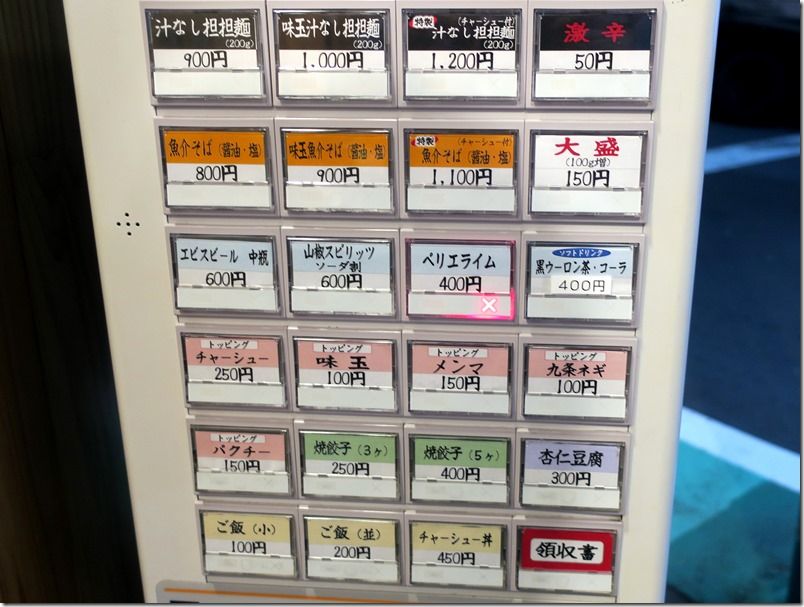 汁なし担担麺
(200g)
900円
味玉汁なし担担麺
(200g)
1,000円
特製
(チャーシュー付)
汁なし担担麺
(200g)
1,200円
激辛
50円
魚介そば(醤油・塩)
800円
味玉魚介そば(醤油・塩)
900円
特製
(チャーシュー付)
魚介そば(醤油・塩)
1,100円
大盛
(100g増)
150円
エビスビール 中瓶
600円
山椒スピリッツ
ソーダ割
600円
ペリエライム
400円
ソフトドリンク
黒ウーロン茶・コーラ
400円
トッピング
チャーシュー
250円
トッピング
味玉
100円
トッピング
メンマ
150円
トッピング
九条ネギ
100円
トッピング
パクチー
150円
焼餃子(3ヶ)
250円
焼餃子(5ヶ)
400円
杏仁豆腐
300円
ご飯(小)
100円
ご飯(並)
200円
チャーシュー丼
450円
領収書